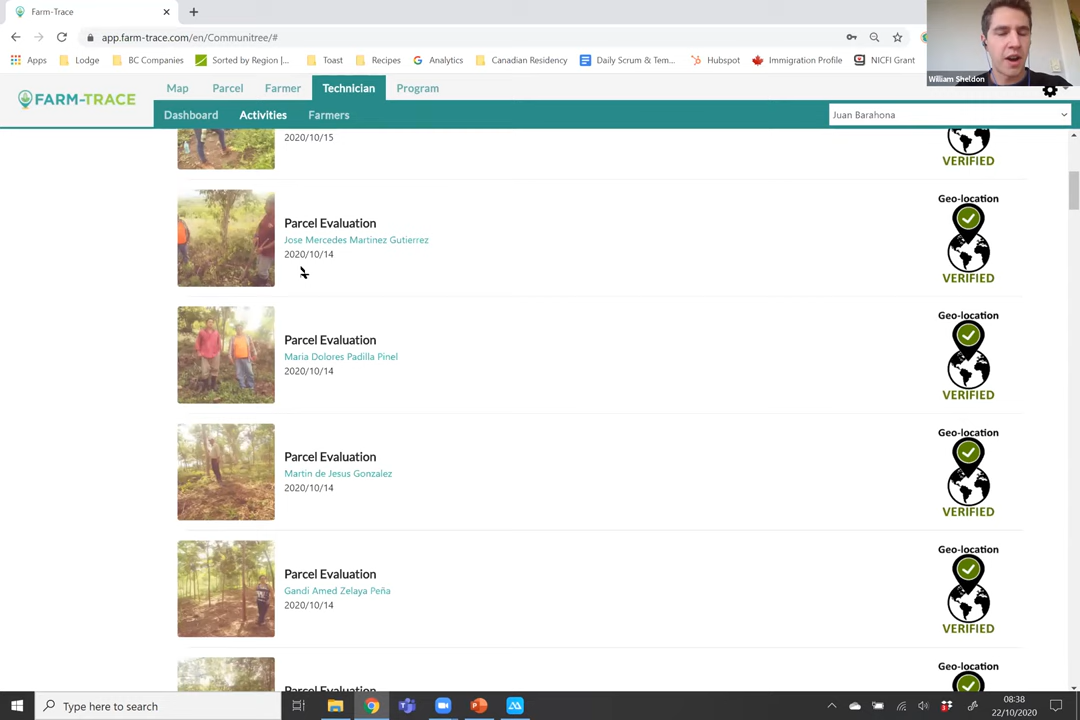 Farm-Trace
app.farm-trace.com/en/Communitree/#
Apps Lodge BC Companies Sorted by Region |... Toast Recipes Analytics Canadian Residency Daily Scrum & Tem... Hubspot Immigration Profile NICFI Grant
William Sheldon
FARM-TRACE
Map Parcel Farmer Technician Program
Dashboard Activities Farmers
Juan Barahona
2020/10/15
VERIFIED
Parcel Evaluation
Jose Mercedes Martinez Gutierrez
2020/10/14
Geo-location
VERIFIED
Parcel Evaluation
Maria Dolores Padilla Pinel
2020/10/14
Geo-location
VERIFIED
Parcel Evaluation
Martin de Jesus Gonzalez
2020/10/14
Geo-location
VERIFIED
Parcel Evaluation
Gandi Amed Zelaya Peña
2020/10/14
Geo-location
VERIFIED
Parcel Evaluation
Geo-location
Type here to search
08:38
22/10/2020